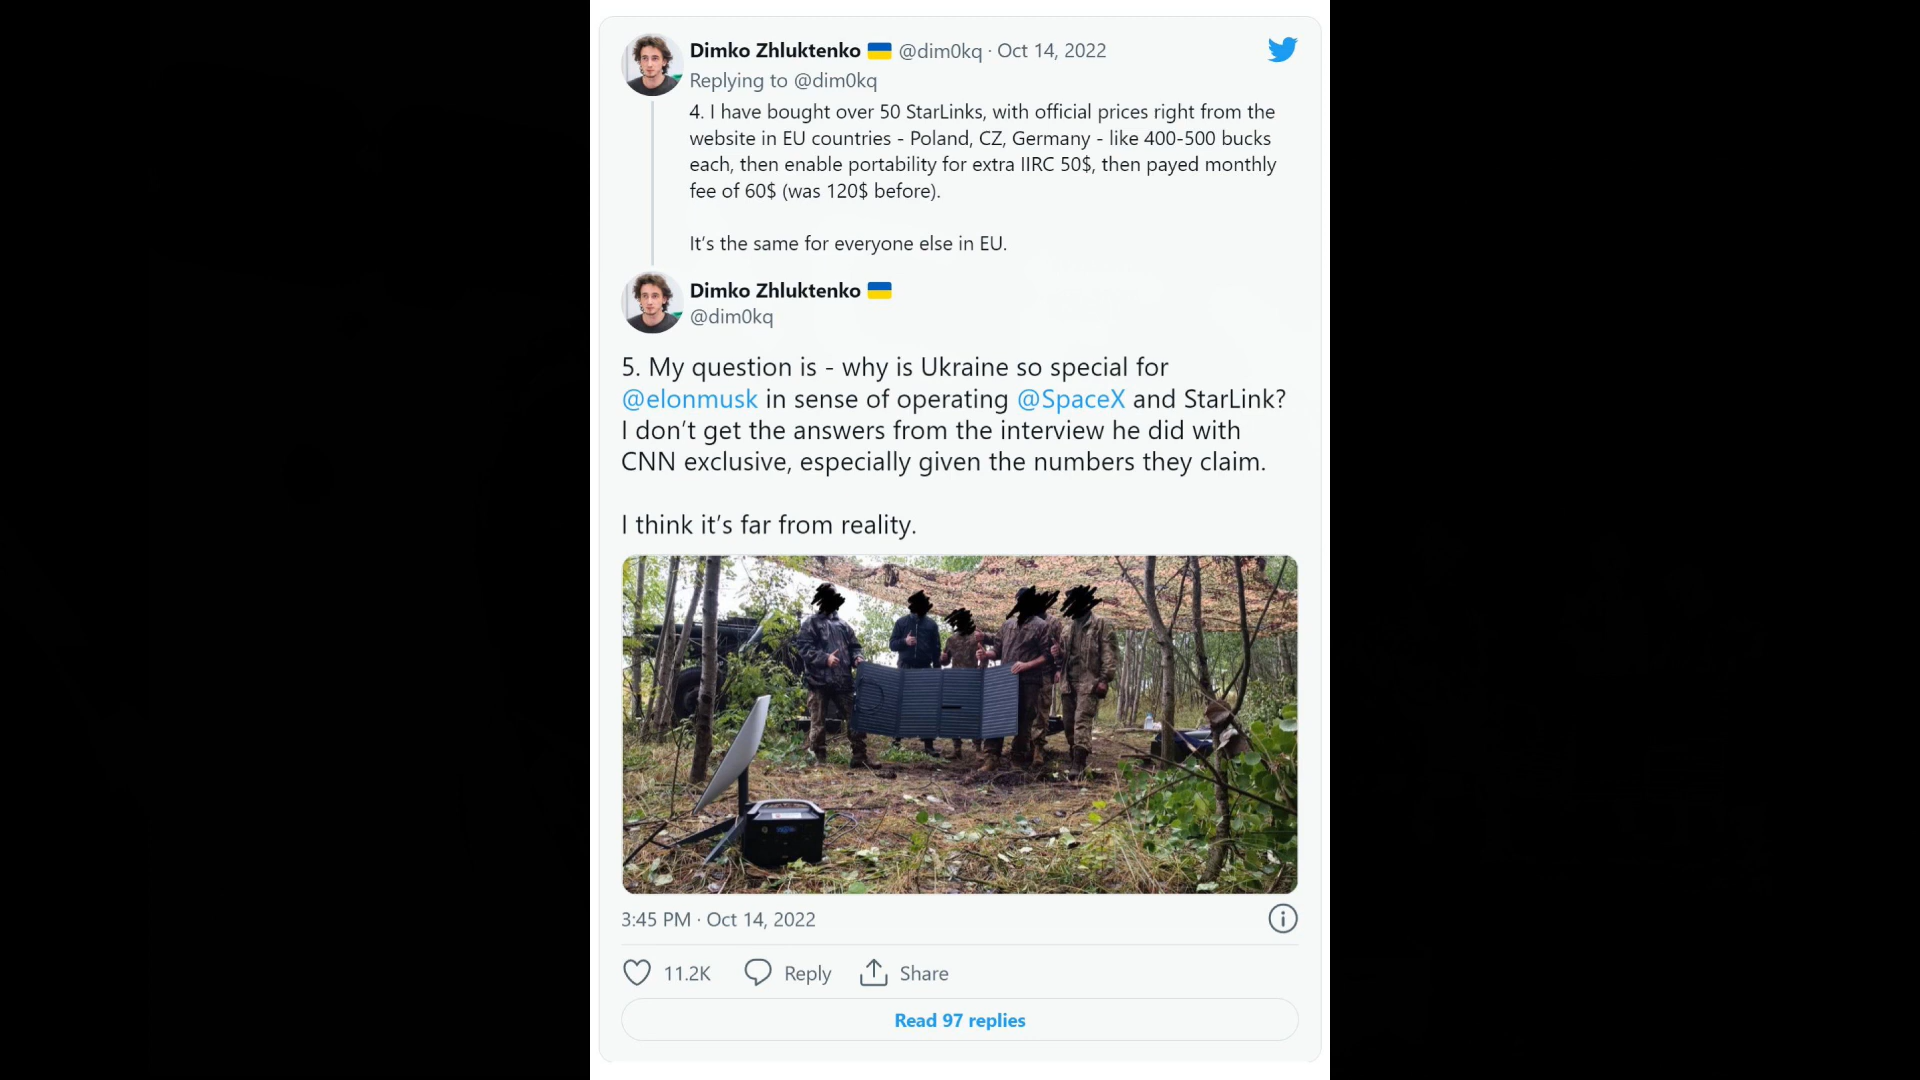 Dimko Zhluktenko 🇺🇦 @dim0kq · Oct 14, 2022
Replying to @dim0kq
4. I have bought over 50 StarLinks, with official prices right from the
website in EU countries - Poland, CZ, Germany - like 400-500 bucks
each, then enable portability for extra IIRC 50$, then payed monthly
fee of 60$ (was 120$ before).
It’s the same for everyone else in EU.
Dimko Zhluktenko 🇺🇦
@dim0kq
5. My question is - why is Ukraine so special for
@elonmusk in sense of operating @SpaceX and StarLink?
I don’t get the answers from the interview he did with
CNN exclusive, especially given the numbers they claim.
I think it’s far from reality.
3:45 PM · Oct 14, 2022
11.2K Reply Share
Read 97 replies